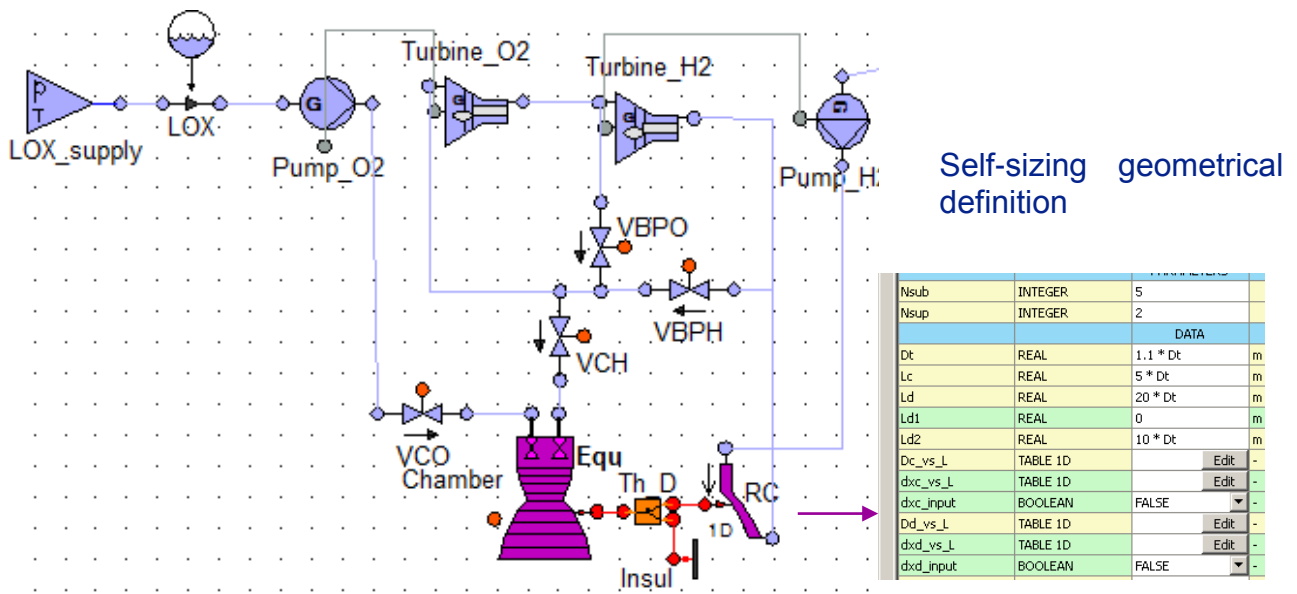 Turbine_O2
Turbine_H2
p
T
G
G
G
G
T
T
LOX
LOX_supply
Pump_O2
Self-sizing geometrical
definition
VBPO
VBPH
VCH
VCO
Chamber
Equ
Th_D
RC
1D
Insul
Nsub INTEGER 5
Nsup INTEGER 2
DATA
Dt REAL 1.1 * Dt m
Lc REAL 5 * Dt m
Ld REAL 20 * Dt m
Ld1 REAL 0 m
Ld2 REAL 10 * Dt m
Dc_vs_L TABLE 1D Edit -
dxc_vs_L TABLE 1D Edit -
dxc_input BOOLEAN FALSE -
Dd_vs_L TABLE 1D Edit -
dxd_vs_L TABLE 1D Edit -
dxd_input BOOLEAN FALSE -